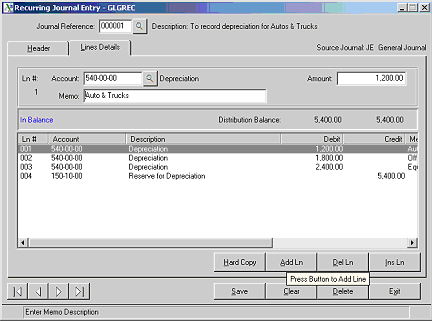 Recurring Journal Entry - GLGREC
Journal Reference: 000001 Description: To record depreciation for Autos & Trucks
Header Lines Details Source Journal: JE General Journal
Ln #: Account: 540-00-00 Depreciation Amount: 1,200.00
1 Memo: Auto & Trucks
In Balance Distribution Balance: 5,400.00 5,400.00
Ln # Account Description Debit Credit Me
001 540-00-00 Depreciation 1,200.00 Aut
002 540-00-00 Depreciation 1,800.00 Off
003 540-00-00 Depreciation 2,400.00 Equ
004 150-10-00 Reserve for Depreciation 5,400.00
Hard Copy Add Ln Del Ln Ins Ln
Press Button to Add Line
Save Clear Delete Exit
Enter Memo Description